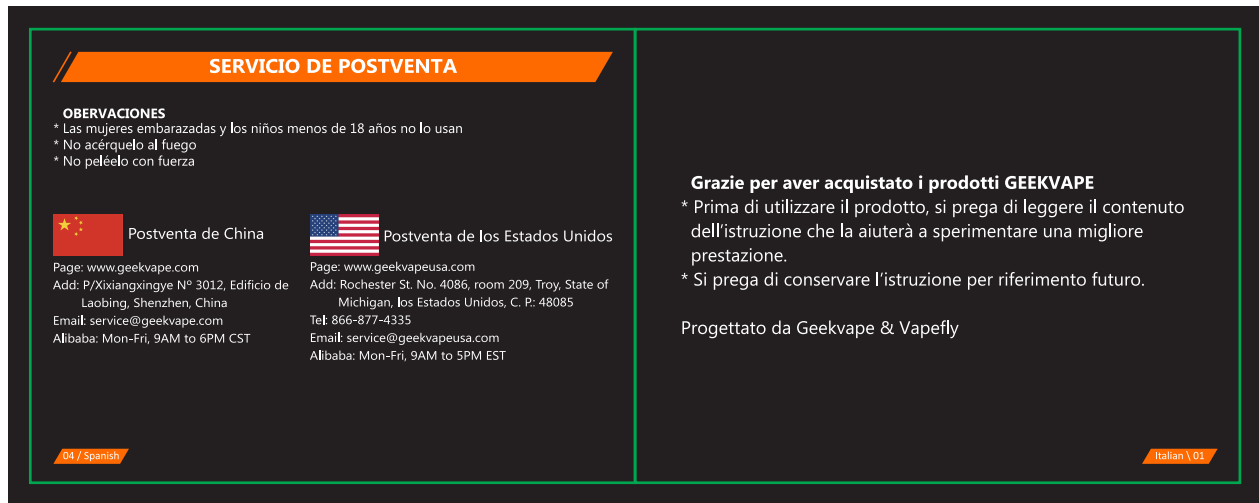 SERVICIO DE POSTVENTA
OBERVACIONES
* Las mujeres embarazadas y los niños menos de 18 años no lo usan
* No acérquelo al fuego
* No peléelo con fuerza
Postventa de China
Page: www.geekvape.com
Add: P/Xixiangxingye Nº 3012, Edificio de
Laobing, Shenzhen, China
Email: service@geekvape.com
Alibaba: Mon-Fri, 9AM to 6PM CST
Postventa de los Estados Unidos
Page: www.geekvapeusa.com
Add: Rochester St. No. 4086, room 209, Troy, State of
Michigan, los Estados Unidos, C. P.: 48085
Tel: 866-877-4335
Email: service@geekvapeusa.com
Alibaba: Mon-Fri, 9AM to 5PM EST
04 / Spanish
Grazie per aver acquistato i prodotti GEEKVAPE
* Prima di utilizzare il prodotto, si prega di leggere il contenuto
dell'istruzione che la aiuterà a sperimentare una migliore
prestazione.
* Si prega di conservare l'istruzione per riferimento futuro.
Progettato da Geekvape & Vapefly
Italian \ 01